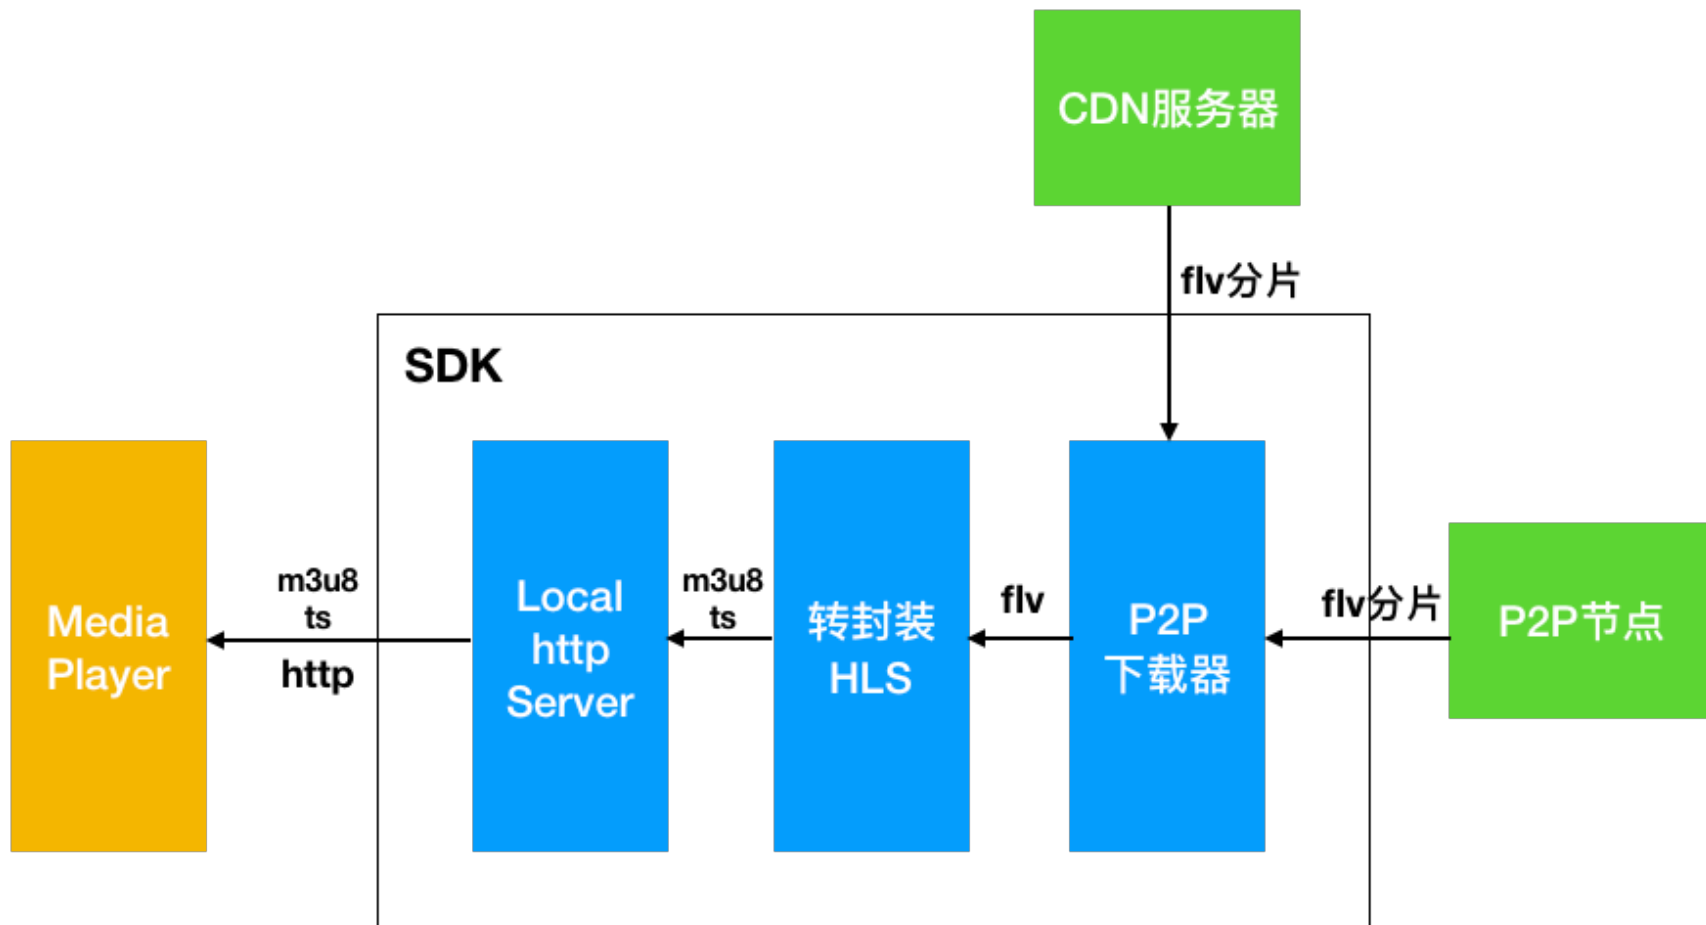 CDN服务器
flv分片
SDK
Media
Player
m3u8
ts
http
Local
http
Server
m3u8
ts
转封装
HLS
flv
P2P
下载器
flv分片
P2P节点